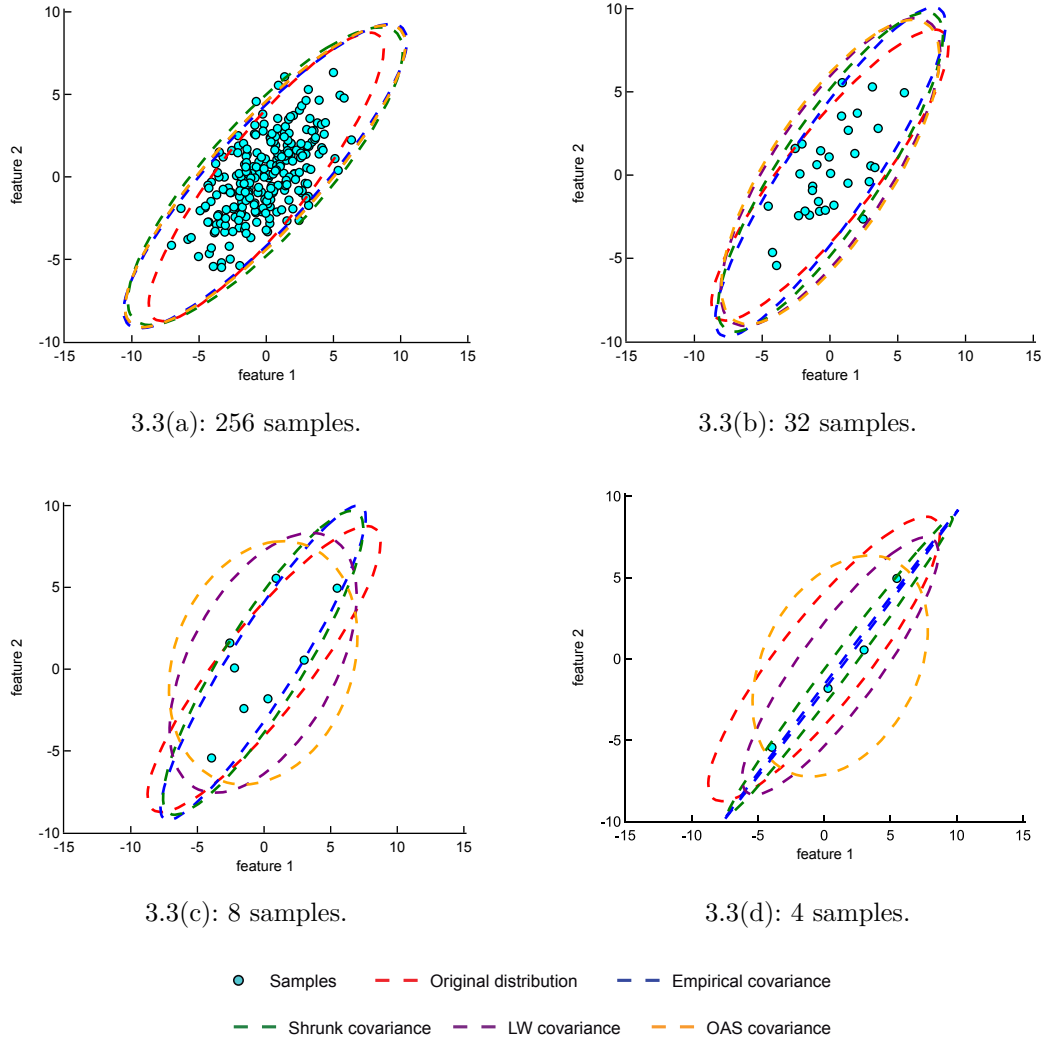 10
5
0
-5
-10
-15 -10 -5 0 5 10 15
feature 2
feature 1
3.3(a): 256 samples.
10
5
0
-5
-10
-15 -10 -5 0 5 10 15
feature 2
feature 1
3.3(b): 32 samples.
10
5
0
-5
-10
-15 -10 -5 0 5 10 15
feature 2
feature 1
3.3(c): 8 samples.
10
5
0
-5
-10
-15 -10 -5 0 5 10 15
feature 2
feature 1
3.3(d): 4 samples.
Samples Original distribution Empirical covariance
Shrunk covariance LW covariance OAS covariance